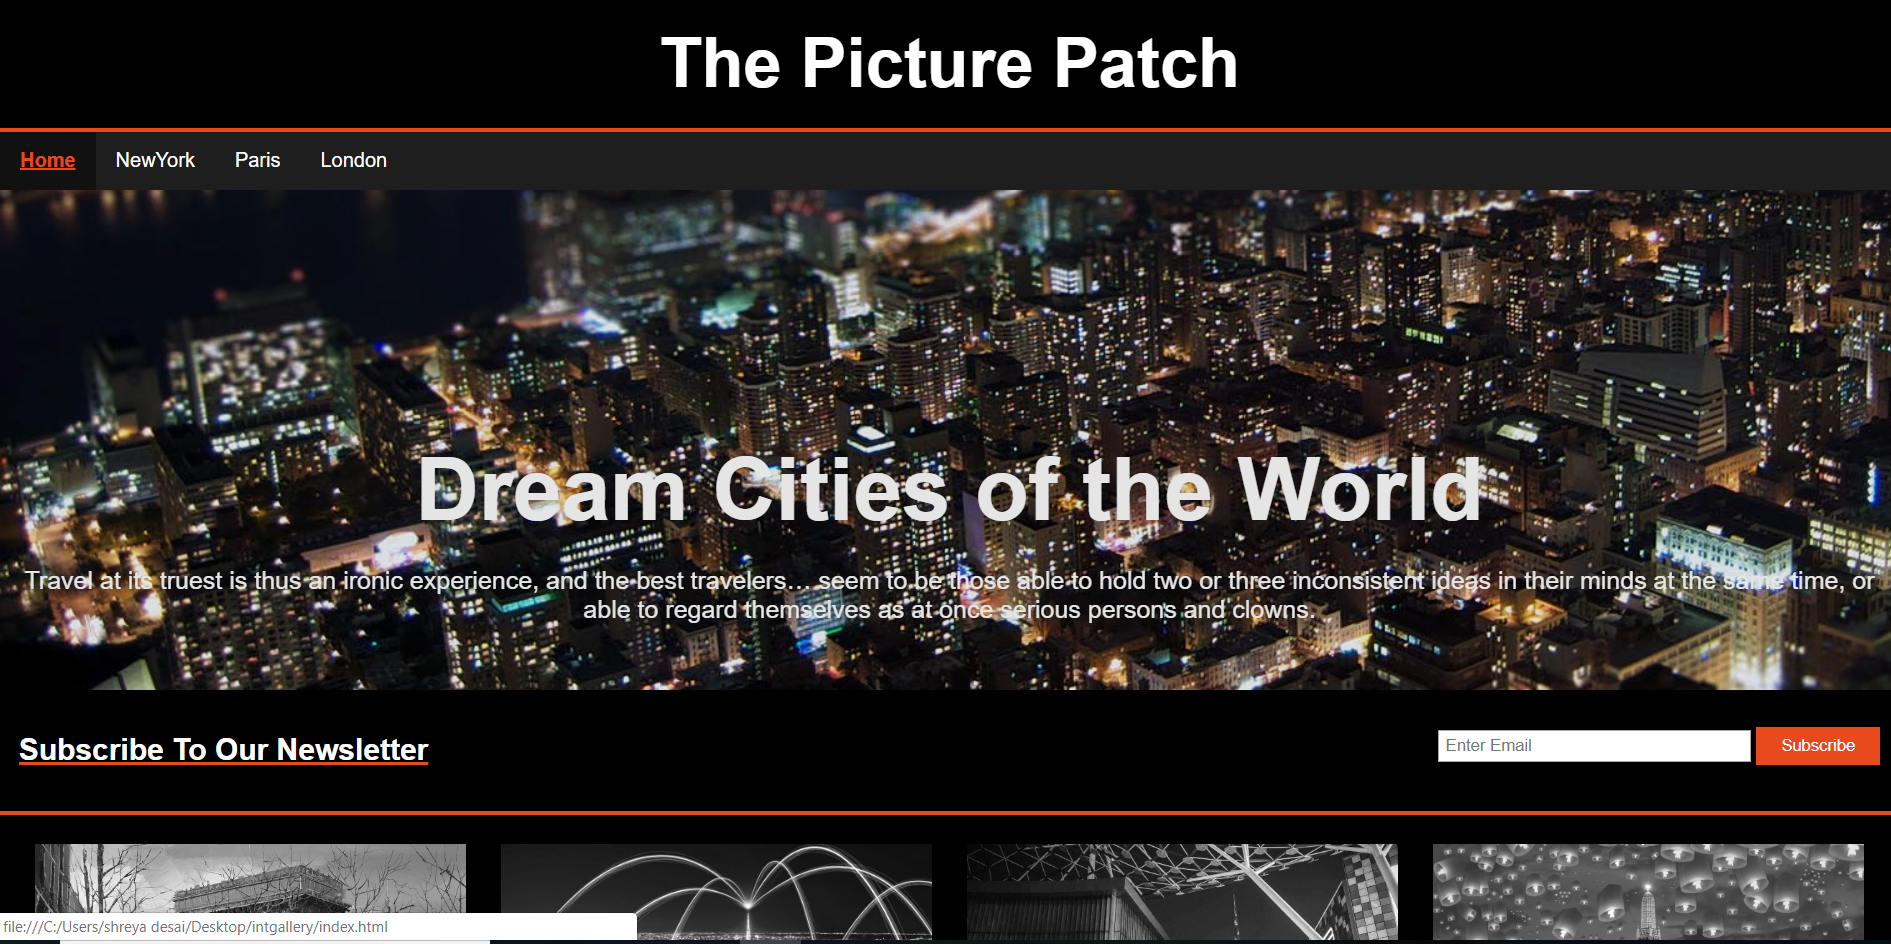 The Picture Patch
Home NewYork Paris London
Dream Cities of the World
Travel at its truest is thus an ironic experience, and the best travelers… seem to be those able to hold two or three inconsistent ideas in their minds at the same time, or
able to regard themselves as at once serious persons and clowns.
Subscribe To Our Newsletter
Enter Email Subscribe
file:///C:/Users/shreya desai/Desktop/intgallery/index.html